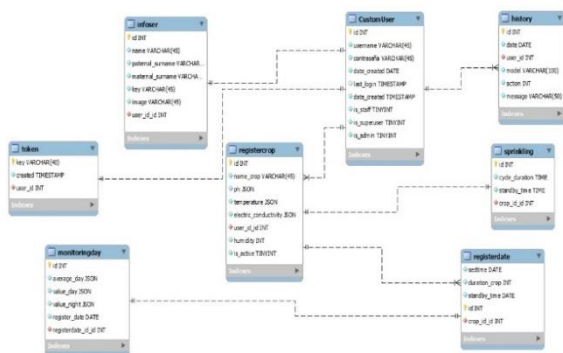 infoser
id INT
name VARCHAR(45)
paternal_surname VARCHAR...
maternal_surname VARCHA...
key VARCHAR(45)
image VARCHAR(45)
user_id_id INT
Indexes
CustomUser
id INT
username VARCHAR(45)
contraseña VARCHAR(45)
date_created DATE
last_login TIMESTAMP
date_created TIMESTAMP
is_staff TINYINT
is_superuser TINYINT
is_admin TINYINT
Indexes
history
id INT
date DATE
user_id INT
model VARCHAR(100)
action INT
message VARCHAR(50)
Indexes
token
key VARCHAR(40)
created TIMESTAMP
user_id INT
Indexes
registercrop
id INT
name_crop VARCHAR(45)
ph JSON
temperature JSON
electric_conductivity JSON
user_id_id INT
humidity INT
is_active TINYINT
Indexes
sprinkling
id INT
cycle_duration TIME
standby_time TIME
crop_id_id INT
Indexes
monitoringday
id INT
average_day JSON
value_day JSON
value_night JSON
register_date DATE
registerdate_id_id INT
Indexes
registerdate
sedtime DATE
duration_crop INT
standby_time DATE
id INT
crop_id_id INT
Indexes